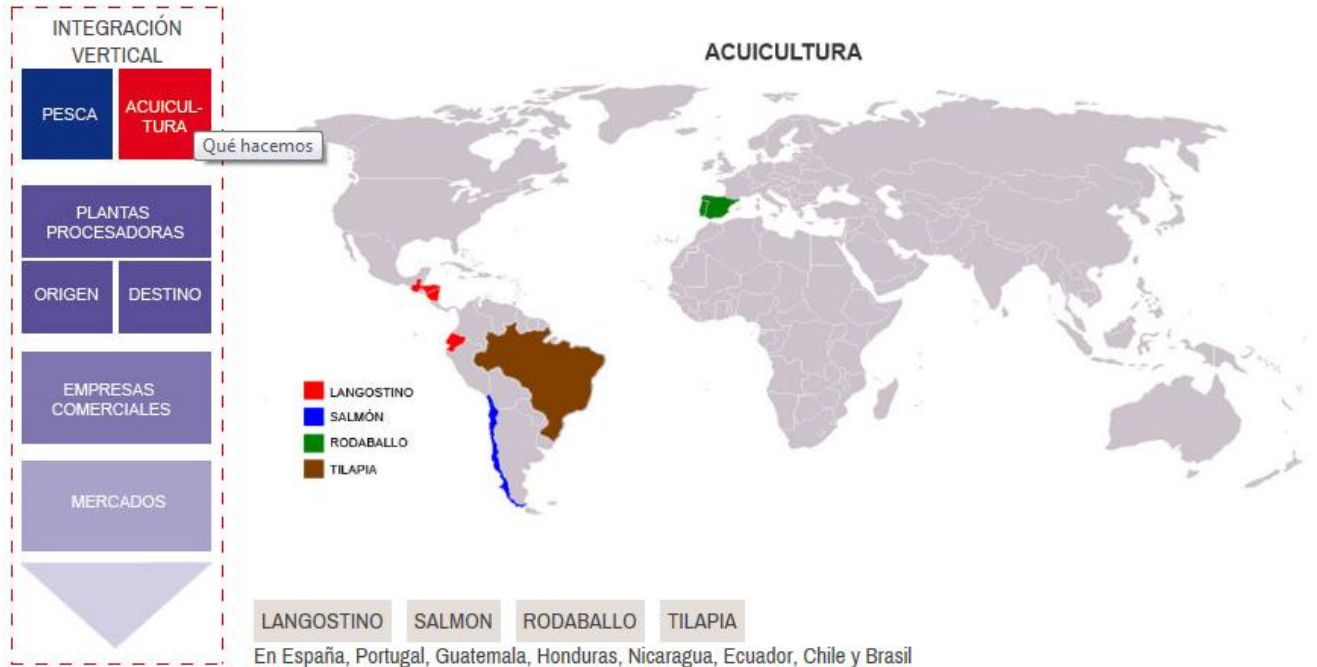 INTEGRACIÓN
VERTICAL
PESCA
ACUICUL-
TURA
Qué hacemos
PLANTAS
PROCESADORAS
ORIGEN
DESTINO
EMPRESAS
COMERCIALES
MERCADOS
ACUICULTURA
LANGOSTINO
SALMÓN
RODABALLO
TILAPIA
LANGOSTINO SALMON RODABALLO TILAPIA
En España, Portugal, Guatemala, Honduras, Nicaragua, Ecuador, Chile y Brasil